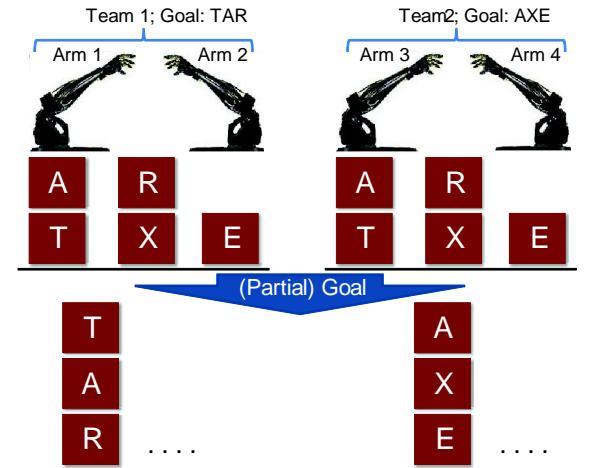 Team 1; Goal: TAR
Team2; Goal: AXE
Arm 1
Arm 2
Arm 3
Arm 4
A R
A R
T X E
T X E
(Partial) Goal
T
A
R . . . .
A
X
E . . . .